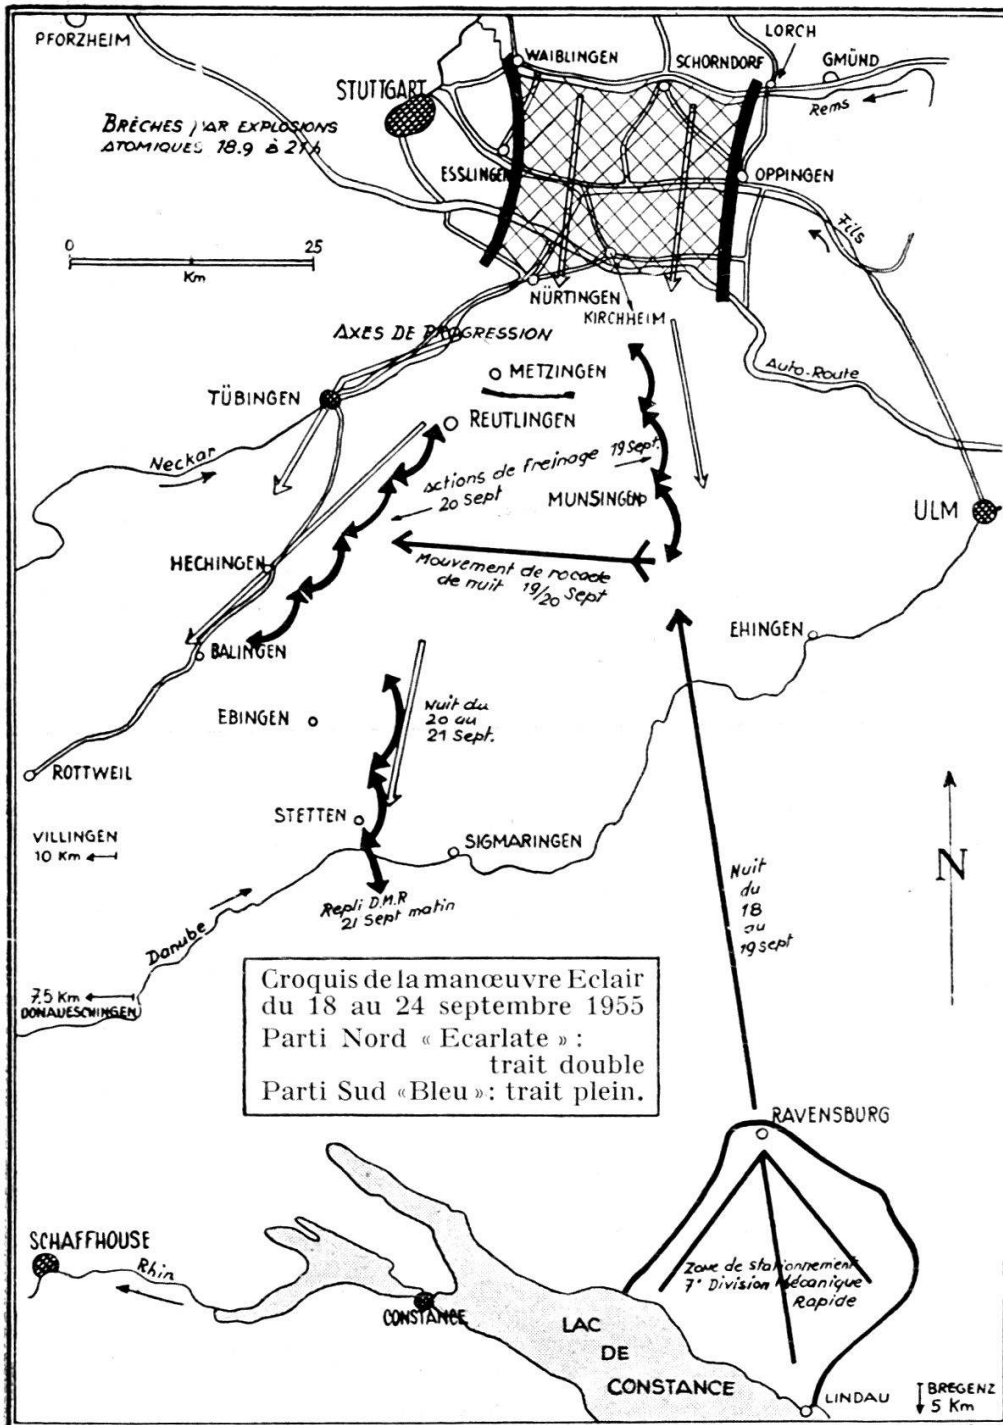 PFORZHEIM
WAIBLINGEN
SCHORNDORF
LORCH
GMÜND
STUTTGART
Rems
BRÈCHES PAR EXPLOSIONS
ATOMIQUES 18.9 à 21 h
ESSLINGEN
OPPINGEN
Fils
0 25
Km
NÜRTINGEN
KIRCHHEIM
AXES DE PROGRESSION
Auto-Route
METZINGEN
TÜBINGEN
REUTLINGEN
Neckar
Actions de freinage 19 Sept.
20 Sept
MUNSINGEN
ULM
HECHINGEN
Mouvement de rocade
de nuit 19/20 Sept
EHINGEN
BALINGEN
EBINGEN
Nuit du
20 au
21 Sept.
ROTTWEIL
STETTEN
VILLINGEN
10 Km
SIGMARINGEN
N
Nuit
du
18
au
19 Sept
Repli D.M.R
21 Sept matin
Danube
7.5 Km
DONAUESCHINGEN
Croquis de la manœuvre Eclair
du 18 au 24 septembre 1955
Parti Nord « Ecarlate » :
trait double
Parti Sud « Bleu » : trait plein.
RAVENSBURG
SCHAFFHOUSE
Rhin
Zone de stationnement
7e Division Mécanique
Rapide
CONSTANCE
LAC
DE
CONSTANCE
LINDAU
BREGENZ
5 Km